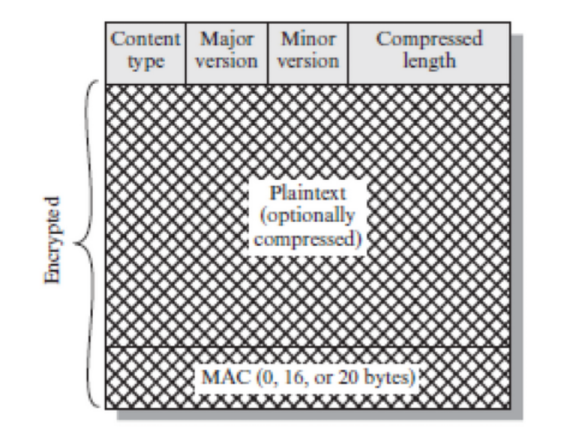 Content type
Major version
Minor version
Compressed length
Encrypted
Plaintext
(optionally
compressed)
MAC (0, 16, or 20 bytes)